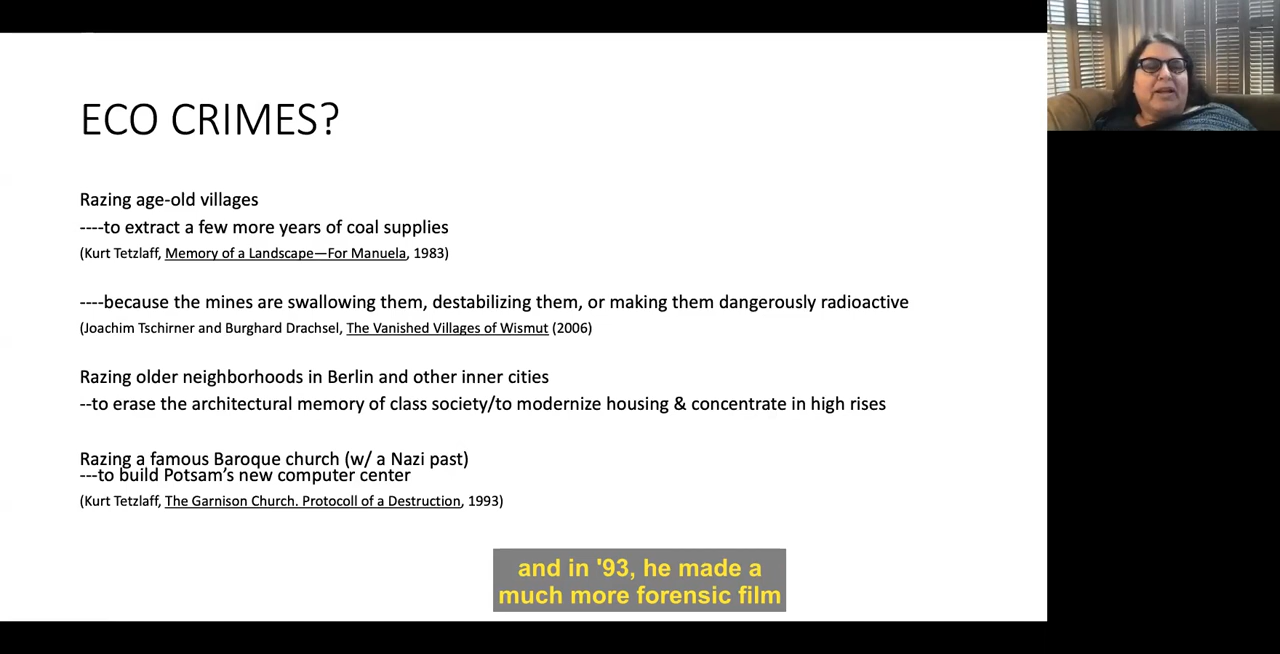 ECO CRIMES?
Razing age-old villages
----to extract a few more years of coal supplies
(Kurt Tetzlaff, Memory of a Landscape—For Manuela, 1983)
----because the mines are swallowing them, destabilizing them, or making them dangerously radioactive
(Joachim Tschirner and Burghard Drachsel, The Vanished Villages of Wismut (2006)
Razing older neighborhoods in Berlin and other inner cities
--to erase the architectural memory of class society/to modernize housing & concentrate in high rises
Razing a famous Baroque church (w/ a Nazi past)
---to build Potsam's new computer center
(Kurt Tetzlaff, The Garnison Church. Protocoll of a Destruction, 1993)
and in '93, he made a
much more forensic film